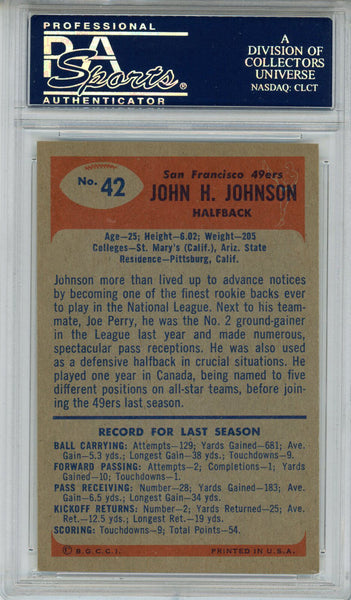 PROFESSIONAL
PSA
Sports
AUTHENTICATOR
A
DIVISION OF
COLLECTORS
UNIVERSE
NASDAQ: CLCT
No. 42
San Francisco 49ers
JOHN H. JOHNSON
HALFBACK
Age—25; Height—6.02; Weight—205
Colleges—St. Mary's (Calif.), Ariz. State
Residence—Pittsburg, Calif.
Johnson more than lived up to advance notices
by becoming one of the finest rookie backs ever
to play in the National League. Next to his team-
mate, Joe Perry, he was the No. 2 ground-gainer
in the League last year and made numerous,
spectacular pass receptions. He was also used
as a defensive halfback in crucial situations. He
played one year in Canada, being named to five
different positions on all-star teams, before join-
ing the 49ers last season.
RECORD FOR LAST SEASON
BALL CARRYING: Attempts—129; Yards Gained—681; Ave.
Gain—5.3 yds.; Longest Gain—38 yds.; Touchdowns—9.
FORWARD PASSING: Attempts—2; Completions—1; Yards
Gained—10; Touchdowns—1.
PASS RECEIVING: Number—28; Yards Gained—183; Ave.
Gain—6.5 yds.; Longest Gain—34 yds.
KICKOFF RETURNS: No.—2; Yards Returned—25; Ave.
Ret.—12.5 yds.; Longest Ret.—19 yds.
SCORING: Touchdowns—9; Total Points—54.
© B.G.C.C.I.
PRINTED IN U.S.A.